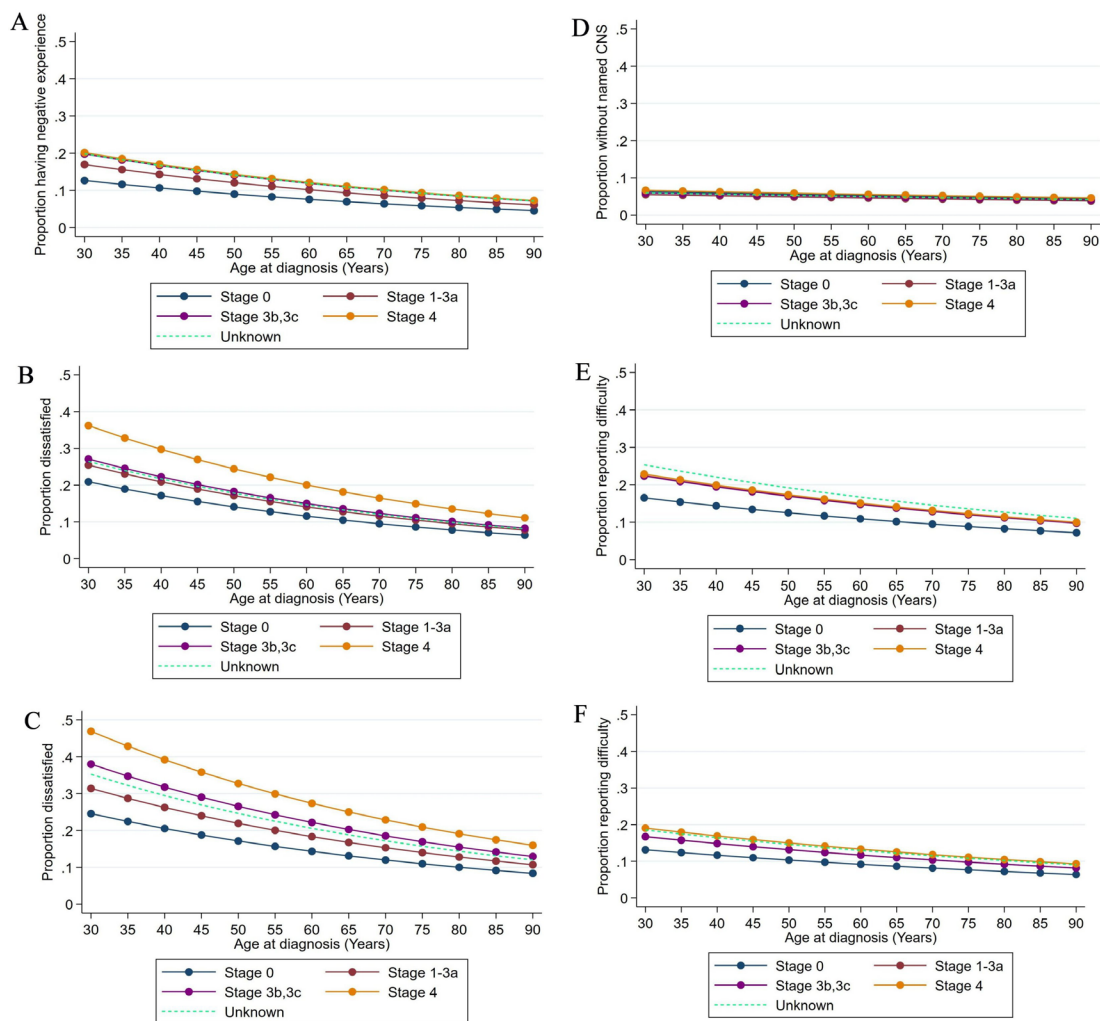 A
Proportion having negative experience
.5
.4
.3
.2
.1
0
30 35 40 45 50 55 60 65 70 75 80 85 90
Age at diagnosis (Years)
Stage 0 Stage 1-3a
Stage 3b,3c Stage 4
Unknown
B
Proportion dissatisfied
.5
.4
.3
.2
.1
0
30 35 40 45 50 55 60 65 70 75 80 85 90
Age at diagnosis (Years)
Stage 0 Stage 1-3a
Stage 3b,3c Stage 4
Unknown
C
Proportion dissatisfied
.5
.4
.3
.2
.1
0
30 35 40 45 50 55 60 65 70 75 80 85 90
Age at diagnosis (Years)
Stage 0 Stage 1-3a
Stage 3b,3c Stage 4
Unknown
D
Proportion without named CNS
.5
.4
.3
.2
.1
0
30 35 40 45 50 55 60 65 70 75 80 85 90
Age at diagnosis (Years)
Stage 0 Stage 1-3a
Stage 3b,3c Stage 4
Unknown
E
Proportion reporting difficulty
.5
.4
.3
.2
.1
0
30 35 40 45 50 55 60 65 70 75 80 85 90
Age at diagnosis (Years)
Stage 0 Stage 1-3a
Stage 3b,3c Stage 4
Unknown
F
Proportion reporting difficulty
.5
.4
.3
.2
.1
0
30 35 40 45 50 55 60 65 70 75 80 85 90
Age at diagnosis (Years)
Stage 0 Stage 1-3a
Stage 3b,3c Stage 4
Unknown